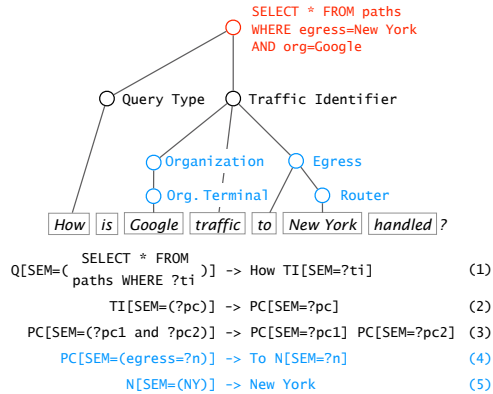 SELECT * FROM paths
WHERE egress=New York
AND org=Google
Query Type
Traffic Identifier
Organization
Egress
Org. Terminal
Router
How is Google traffic to New York handled ?
Q[SEM=(SELECT * FROM
paths WHERE ?ti)] -> How TI[SEM=?ti] (1)
TI[SEM=(?pc)] -> PC[SEM=?pc] (2)
PC[SEM=(?pc1 and ?pc2)] -> PC[SEM=?pc1] PC[SEM=?pc2] (3)
PC[SEM=(egress=?n)] -> To N[SEM=?n] (4)
N[SEM=(NY)] -> New York (5)